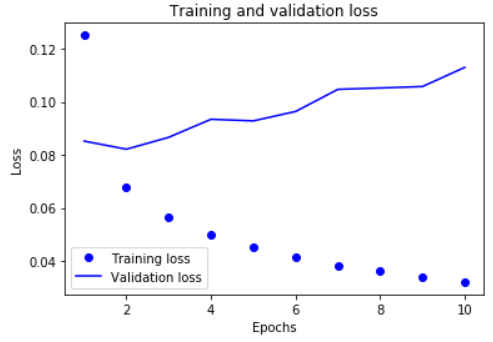 Training and validation loss
0.12
0.10
0.08
0.06
0.04
Loss
Training loss
Validation loss
2
4
6
8
10
Epochs